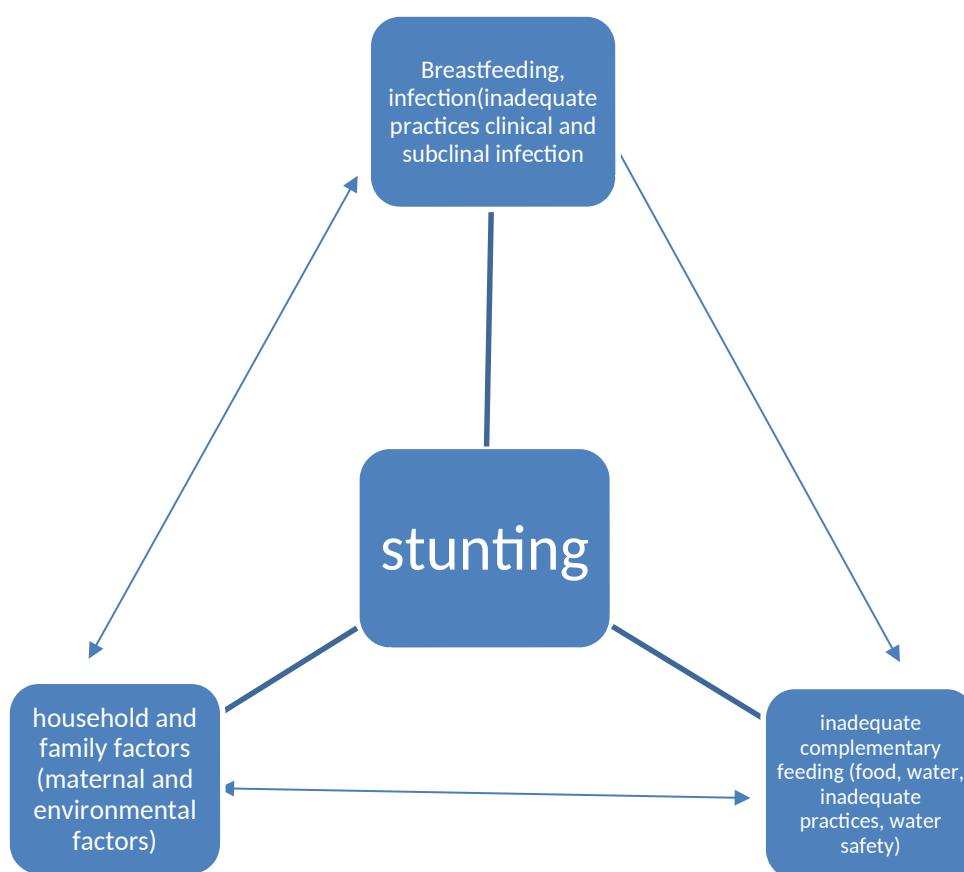 Breastfeeding,
infection(inadequate
practices clinical and
subclinal infection
stunting
household and
family factors
(maternal and
environmental
factors)
inadequate
complementary
feeding (food, water,
inadequate
practices, water
safety)